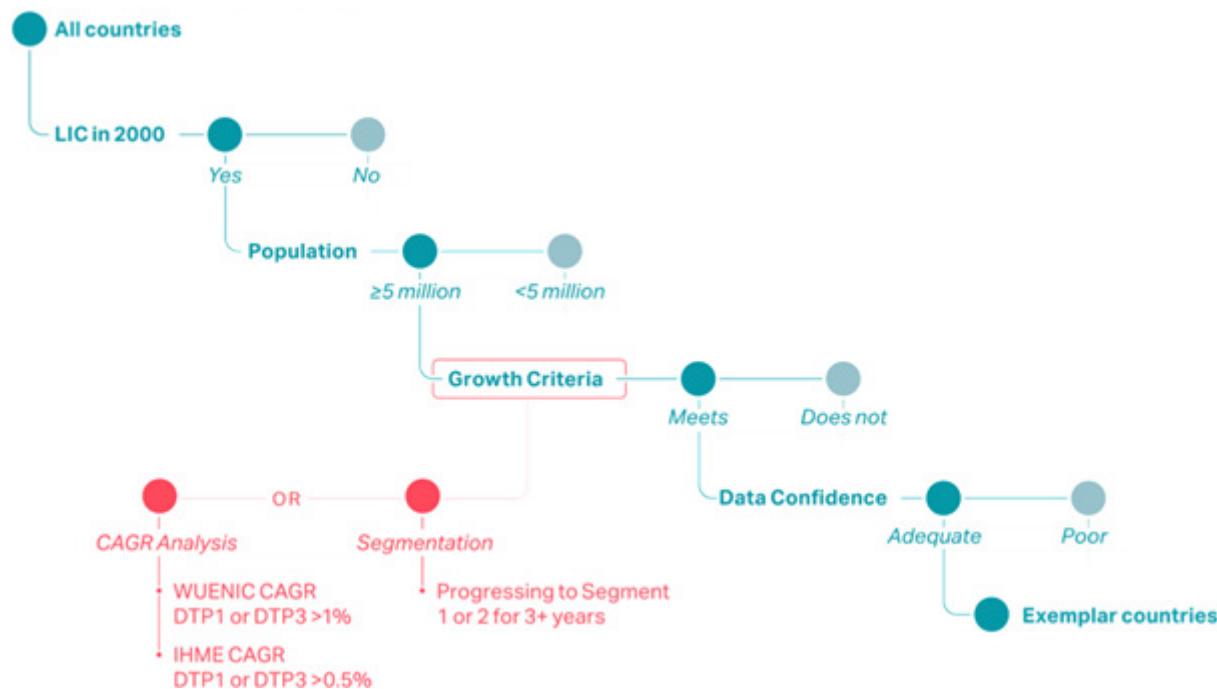 All countries
LIC in 2000
Yes
No
Population
≥5 million
<5 million
Growth Criteria
Meets
Does not
Data Confidence
Adequate
Poor
Exemplar countries
OR
CAGR Analysis
Segmentation
• WUENIC CAGR
DTP1 or DTP3 >1%
• IHME CAGR
DTP1 or DTP3 >0.5%
• Progressing to Segment
1 or 2 for 3+ years